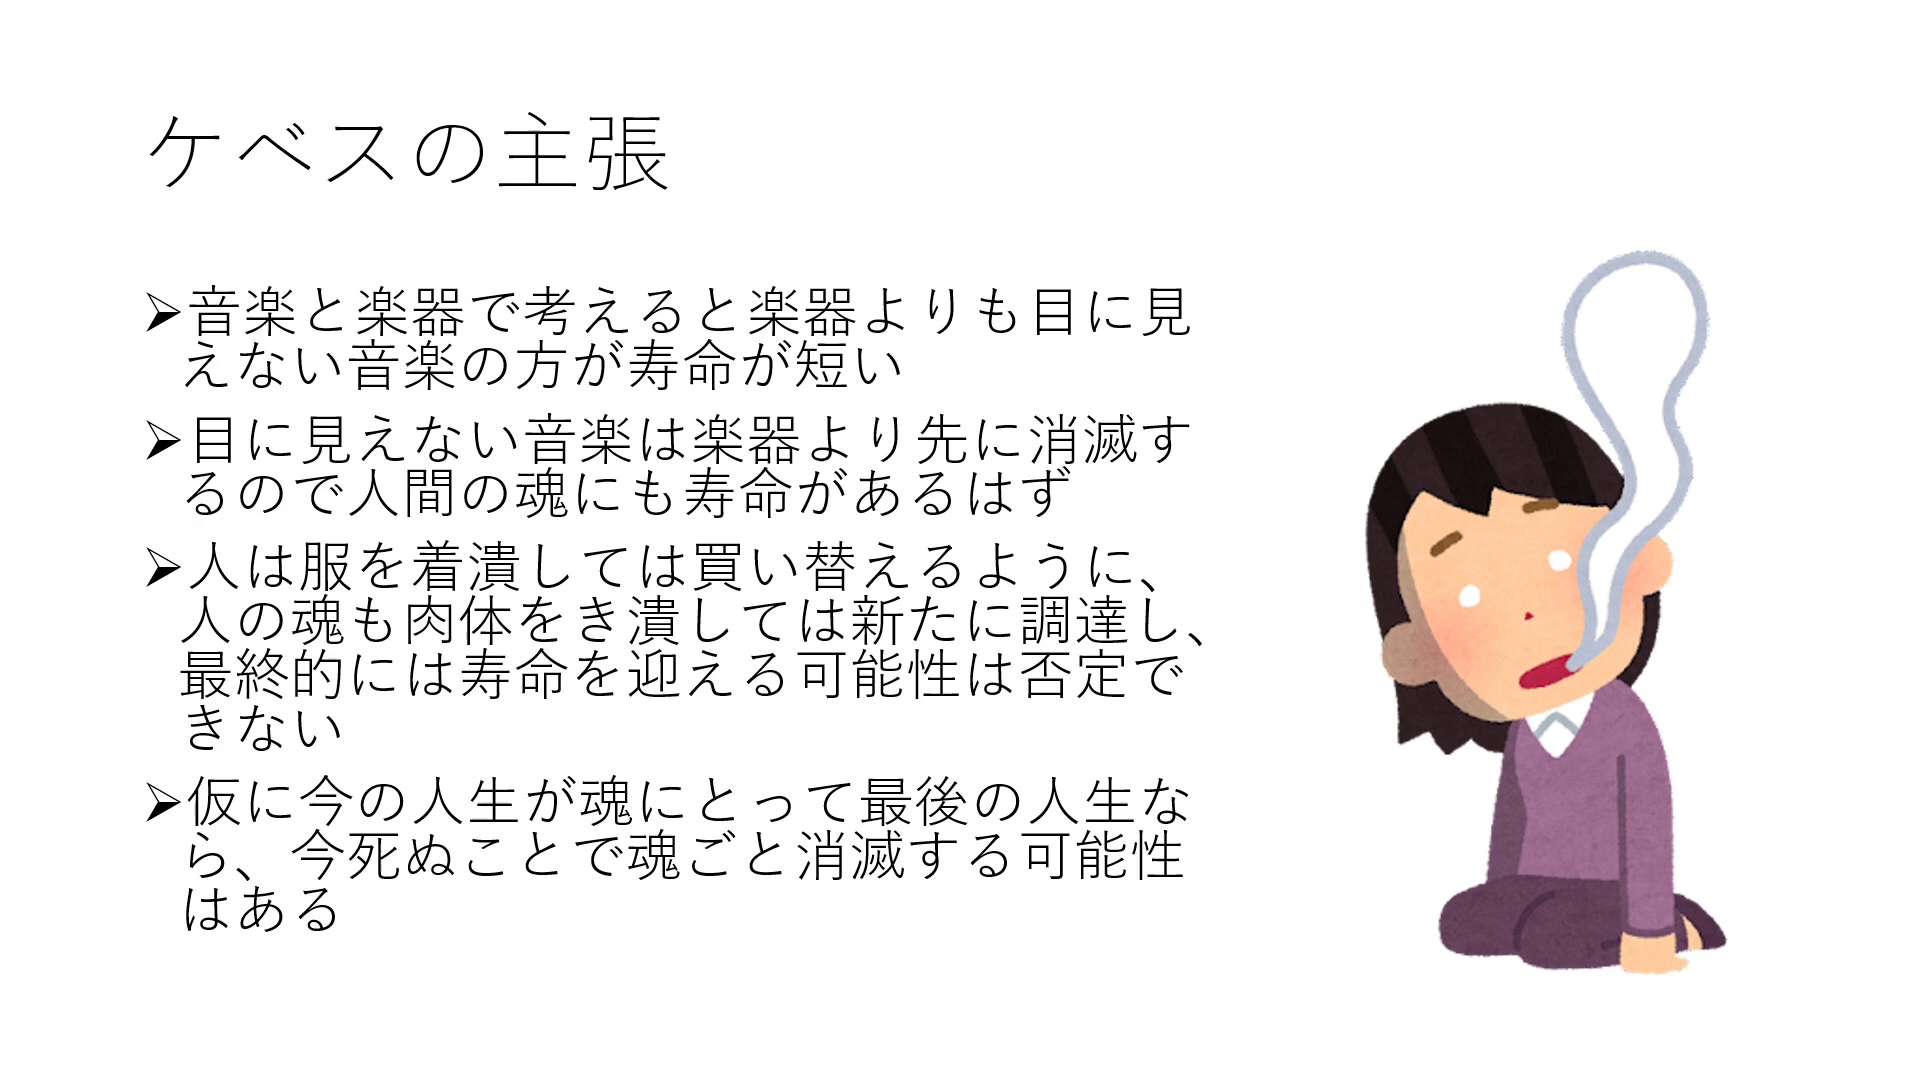 ケベスの主張
➢音楽と楽器で考えると楽器よりも目に見
えない音楽の方が寿命が短い
➢目に見えない音楽は楽器より先に消滅す
るので人間の魂にも寿命があるはず
➢人は服を着潰しては買い替えるように、
人の魂も肉体をき潰しては新たに調達し、
最終的には寿命を迎える可能性は否定で
きない
➢仮に今の人生が魂にとって最後の人生な
ら、今死ぬことで魂ごと消滅する可能性
はある